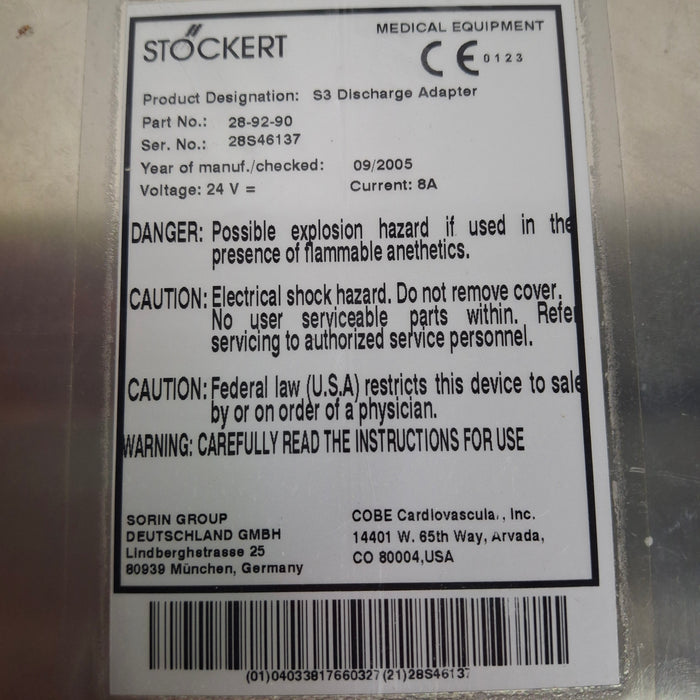 STÖCKERT
MEDICAL EQUIPMENT
CE 0123
Product Designation: S3 Discharge Adapter
Part No.: 28-92-90
Ser. No.: 28S46137
Year of manuf./checked: 09/2005
Voltage: 24 V = Current: 8A
DANGER: Possible explosion hazard if used in the
presence of flammable anethetics.
CAUTION: Electrical shock hazard. Do not remove cover.
No user serviceable parts within. Refer
servicing to authorized service personnel.
CAUTION: Federal law (U.S.A) restricts this device to sale
by or on order of a physician.
WARNING: CAREFULLY READ THE INSTRUCTIONS FOR USE
SORIN GROUP
DEUTSCHLAND GMBH
Lindberghstrasse 25
80939 München, Germany
COBE Cardiovascular, Inc.
14401 W. 65th Way, Arvada,
CO 80004,USA
(01)04033817660327(21)28S46137